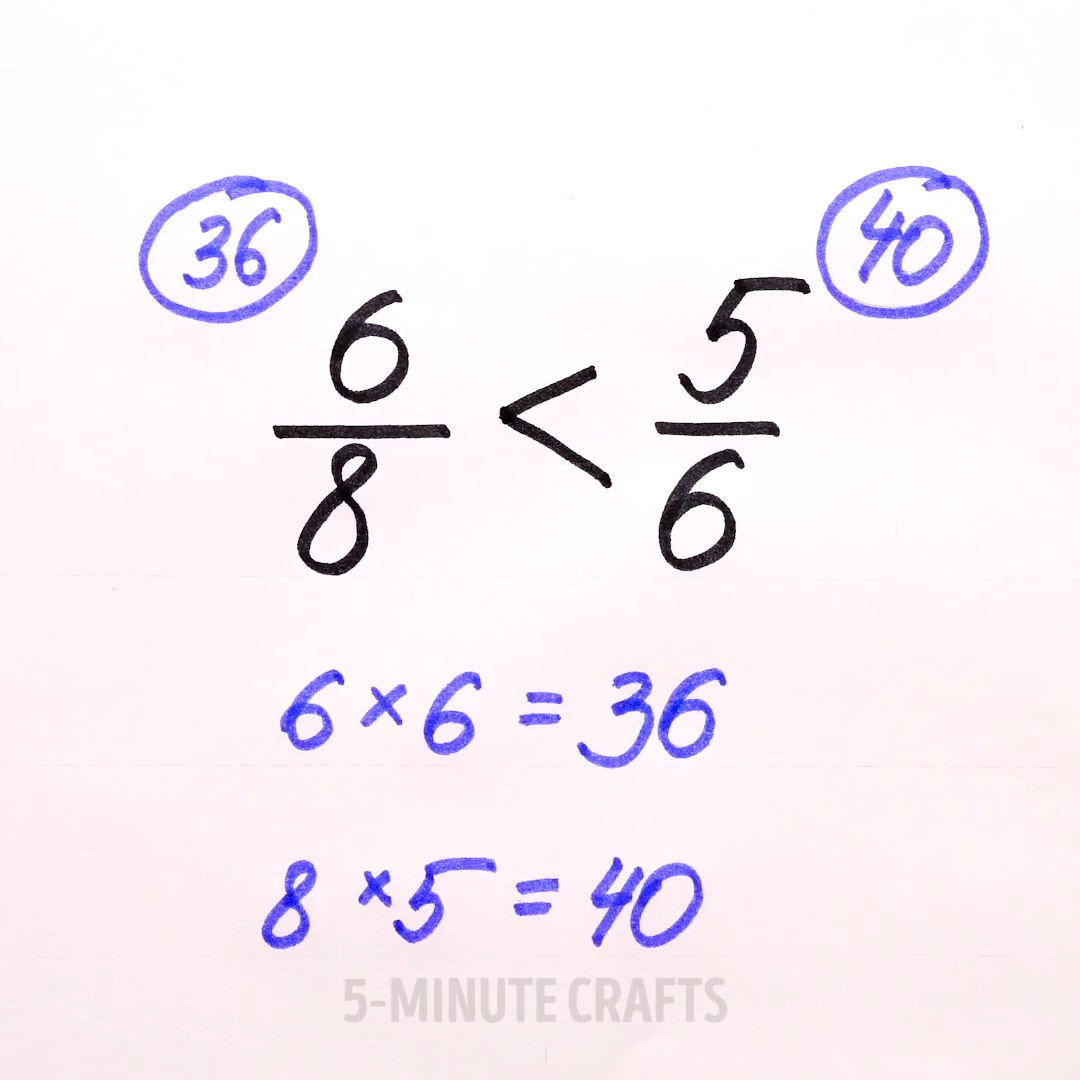 36 40
6/8 < 5/6
6 × 6 = 36
8 × 5 = 40
5-MINUTE CRAFTS